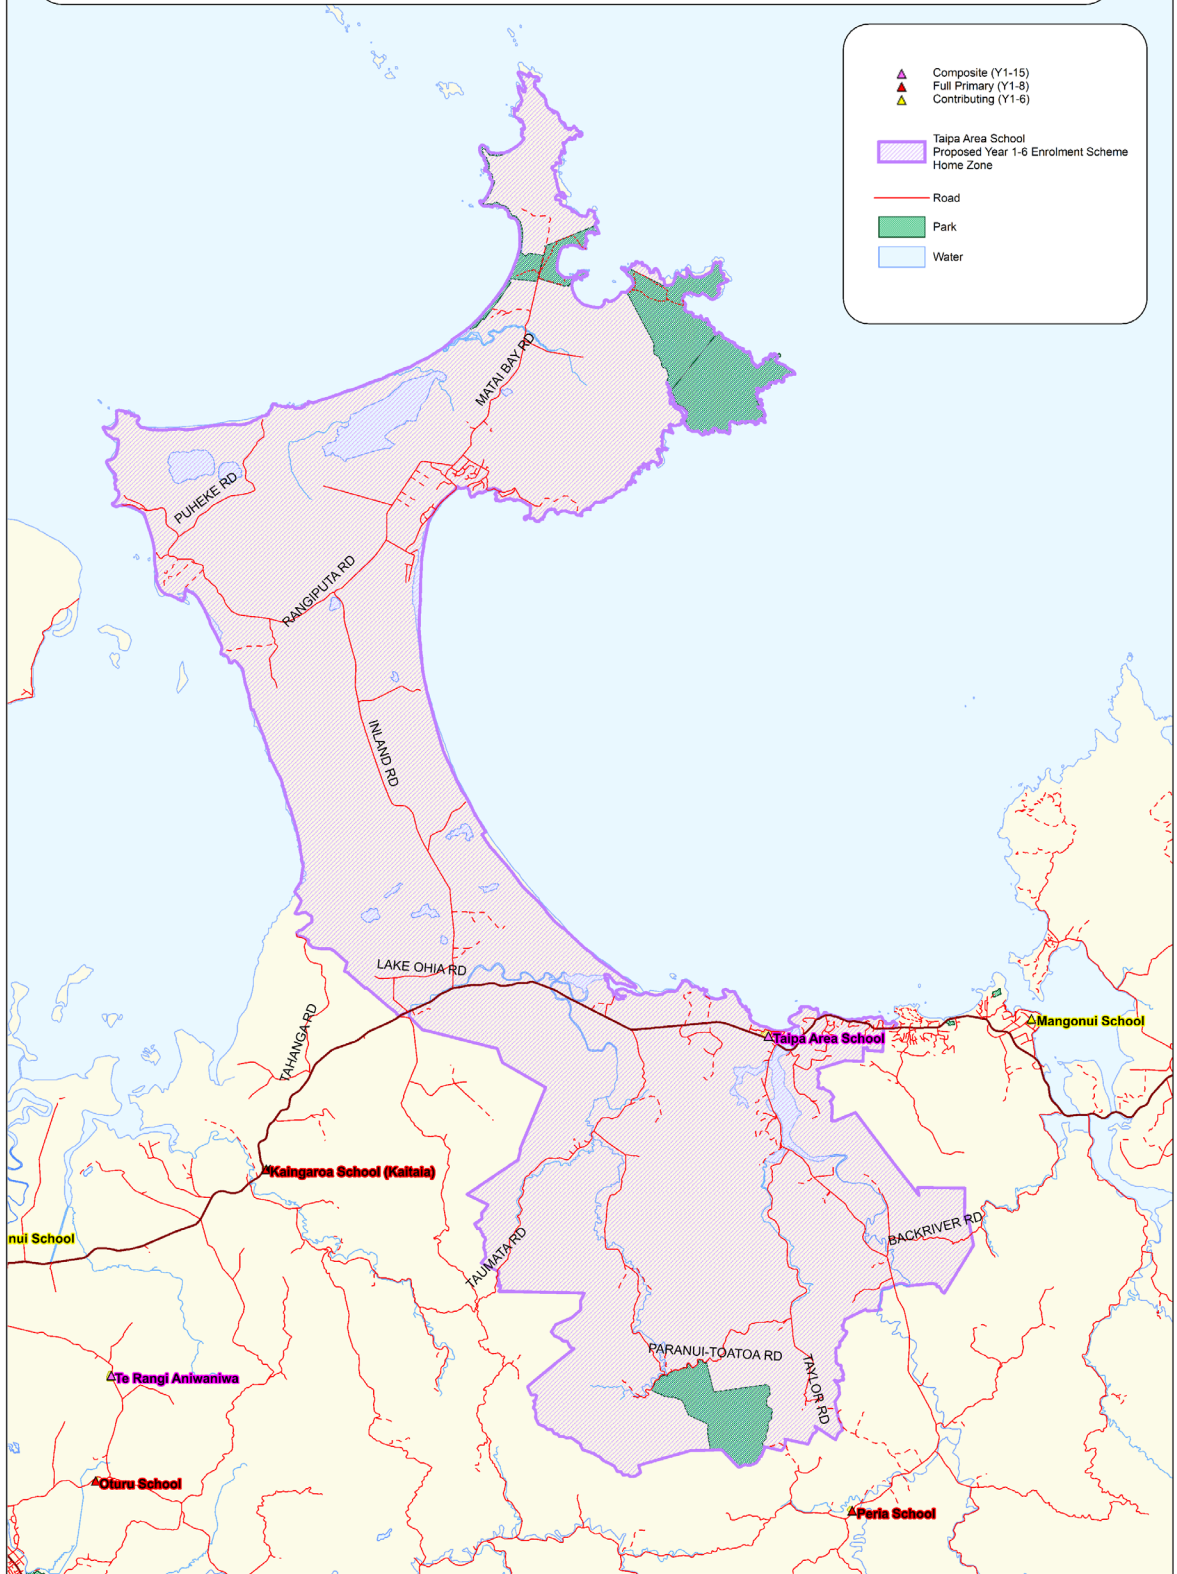 Composite (Y1-15)
Full Primary (Y1-8)
Contributing (Y1-6)
Taipa Area School
Proposed Year 1-6 Enrolment Scheme
Home Zone
Road
Park
Water
MATAI BAY RD
PUHEKE RD
RANGIPUTA RD
INLAND RD
LAKE OHIA RD
TAHANGA RD
Mangonui School
Taipa Area School
Kaingaroa School (Kaitaia)
nui School
BACKRIVER RD
TAUMATA RD
PARANUI-TOATOA RD
TAYLOR RD
Te Rangi Aniwaniwa
Oturu School
Peria School